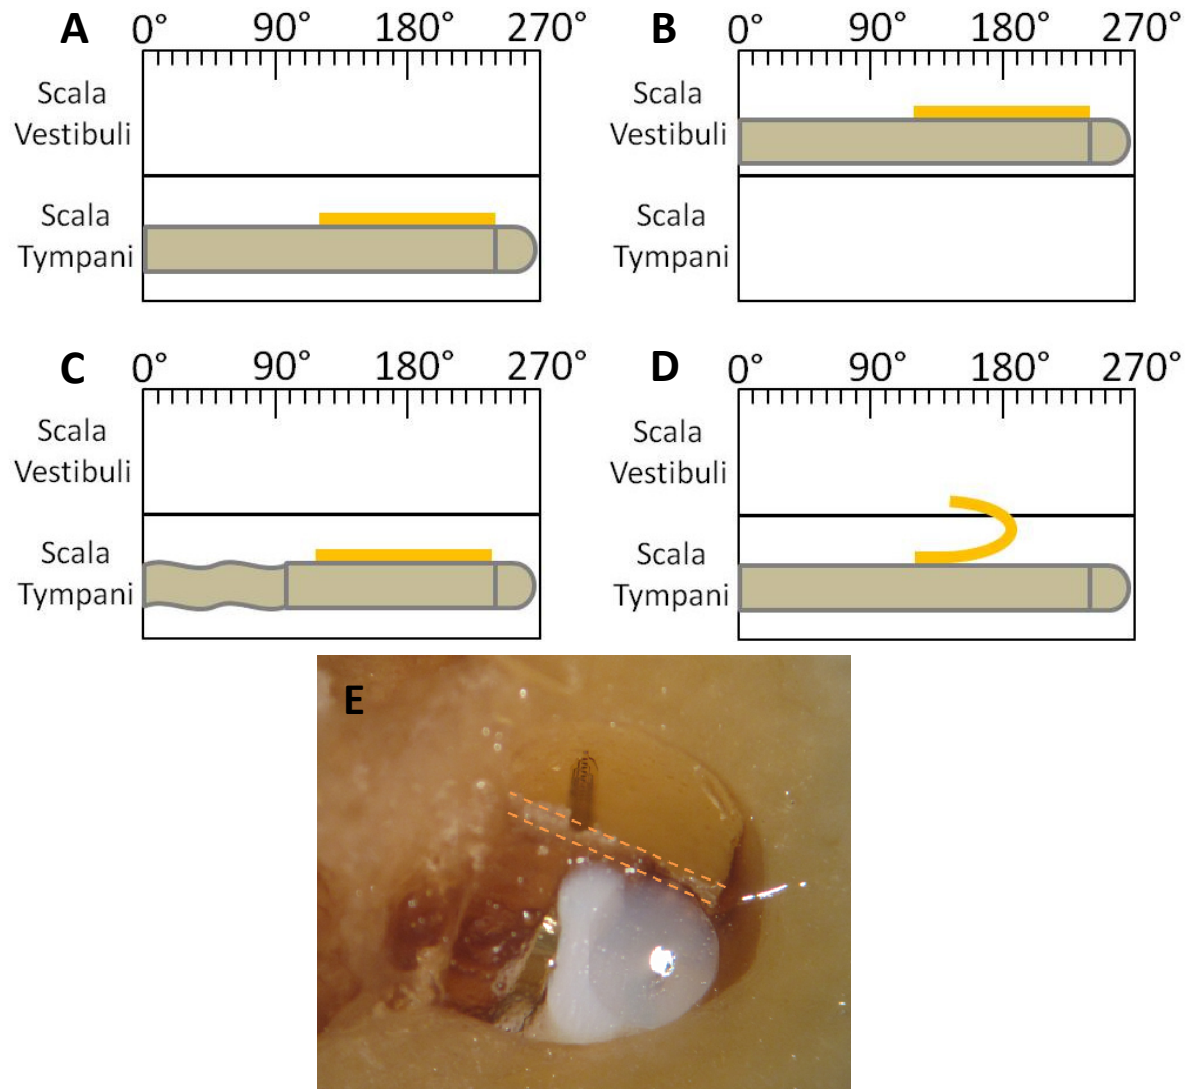 A 0° 90° 180° 270°
Scala
Vestibuli
Scala
Tympani
B 0° 90° 180° 270°
Scala
Vestibuli
Scala
Tympani
C 0° 90° 180° 270°
Scala
Vestibuli
Scala
Tympani
D 0° 90° 180° 270°
Scala
Vestibuli
Scala
Tympani
E